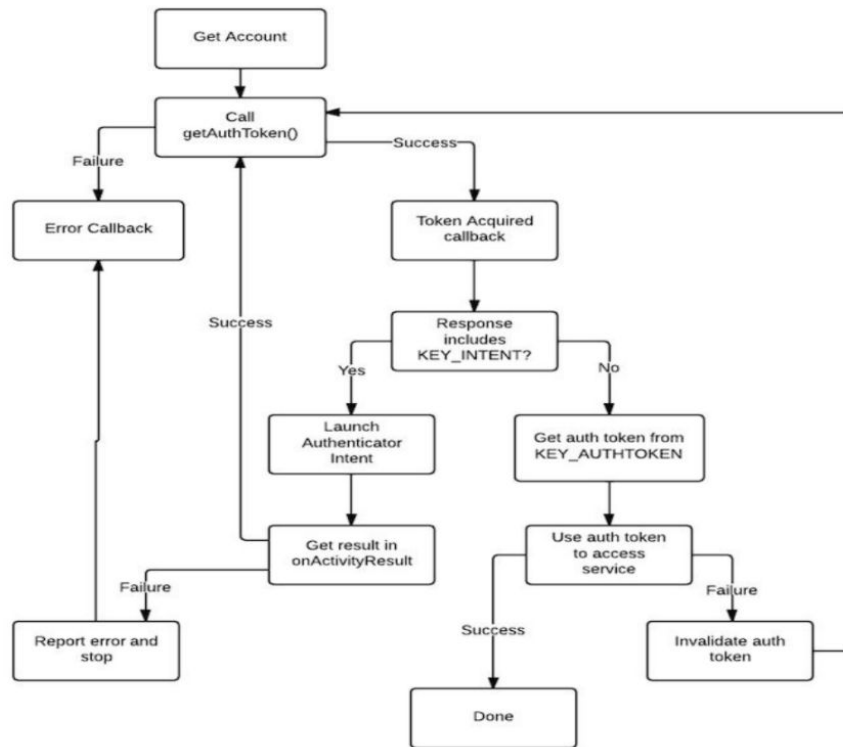 Get Account
Call
getAuthToken()
Success
Failure
Error Callback
Token Acquired
callback
Success
Response
includes
KEY_INTENT?
Yes
No
Launch
Authenticator
Intent
Get auth token from
KEY_AUTHTOKEN
Get result in
onActivityResult
Use auth token
to access
service
Failure
Failure
Report error and
stop
Success
Invalidate auth
token
Done